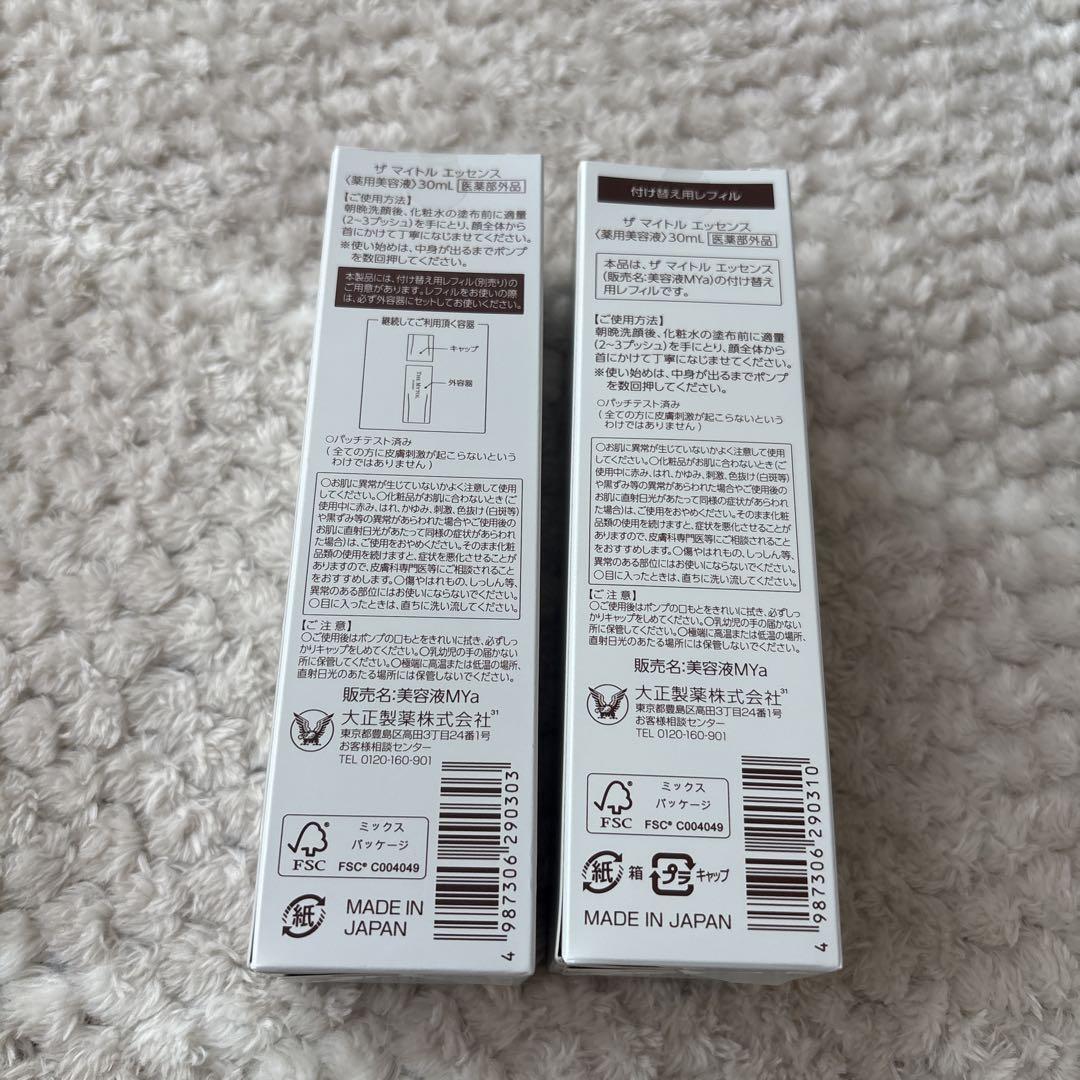 ザ マイトル エッセンス
〈薬用美容液〉30mL 医薬部外品
【ご使用方法】
朝晩洗顔後、化粧水の塗布前に適量
(2~3プッシュ)を手にとり、顔全体から
首にかけて丁寧になじませてください。
※使い始めは、中身が出るまでポンプ
を数回押してください。
本製品には、付け替え用レフィル(別売り)の
ご用意があります。レフィルをお使いの際
は、必ず外容器にセットしてお使いください。
継続してご利用頂く容器
キャップ
外容器
THE MYTOL
○パッチテスト済み
(全ての方に皮膚刺激が起こらないという
わけではありません)
○お肌に異常が生じていないかよく注意して使用
してください。○化粧品がお肌に合わないとき(ご
使用中に赤み、はれ、かゆみ、刺激、色抜け(白斑等)
や黒ずみ等の異常があらわれた場合やご使用後の
お肌に直射日光があたって同様の症状があらわれ
た場合)は、ご使用をおやめください。そのまま化粧
品類の使用を続けますと、症状を悪化させることが
ありますので、皮膚科専門医等にご相談されること
をおすすめします。○傷やはれもの、しっしん等、
異常のある部位にはお使いにならないでください。
○目に入ったときは、直ちに洗い流してください。
【ご注意】
○ご使用後はポンプの口もとをきれいに拭き、必ずしっ
かりキャップをしめてください。○乳幼児の手の届かない
所に保管してください。○極端に高温または低温の場所、
直射日光のあたる場所には保管しないでください。
販売名:美容液MYa
大正製薬株式会社31
東京都豊島区高田3丁目24番1号
お客様相談センター
TEL 0120-160-901
FSC
ミックス
パッケージ
FSC® C004049
紙
MADE IN
JAPAN
4 987306 290303
付け替え用レフィル
ザ マイトル エッセンス
〈薬用美容液〉30mL 医薬部外品
本品は、ザ マイトル エッセンス
(販売名:美容液MYa)の付け替え
用レフィルです。
【ご使用方法】
朝晩洗顔後、化粧水の塗布前に適量
(2~3プッシュ)を手にとり、顔全体から
首にかけて丁寧になじませてください。
※使い始めは、中身が出るまでポンプ
を数回押してください。
○パッチテスト済み
(全ての方に皮膚刺激が起こらないという
わけではありません)
○お肌に異常が生じていないかよく注意して使用
してください。○化粧品がお肌に合わないとき(ご
使用中に赤み、はれ、かゆみ、刺激、色抜け(白斑等)
や黒ずみ等の異常があらわれた場合やご使用後の
お肌に直射日光があたって同様の症状があらわれ
た場合)は、ご使用をおやめください。そのまま化粧
品類の使用を続けますと、症状を悪化させることが
ありますので、皮膚科専門医等にご相談されること
をおすすめします。○傷やはれもの、しっしん等、
異常のある部位にはお使いにならないでください。
○目に入ったときは、直ちに洗い流してください。
【ご注意】
○ご使用後はポンプの口もとをきれいに拭き、必ずしっ
かりキャップをしめてください。○乳幼児の手の届かない
所に保管してください。○極端に高温または低温の場所、
直射日光のあたる場所には保管しないでください。
販売名:美容液MYa
大正製薬株式会社31
東京都豊島区高田3丁目24番1号
お客様相談センター
TEL 0120-160-901
FSC
ミックス
パッケージ
FSC® C004049
紙 箱 プラ キャップ
MADE IN JAPAN
4 987306 290310